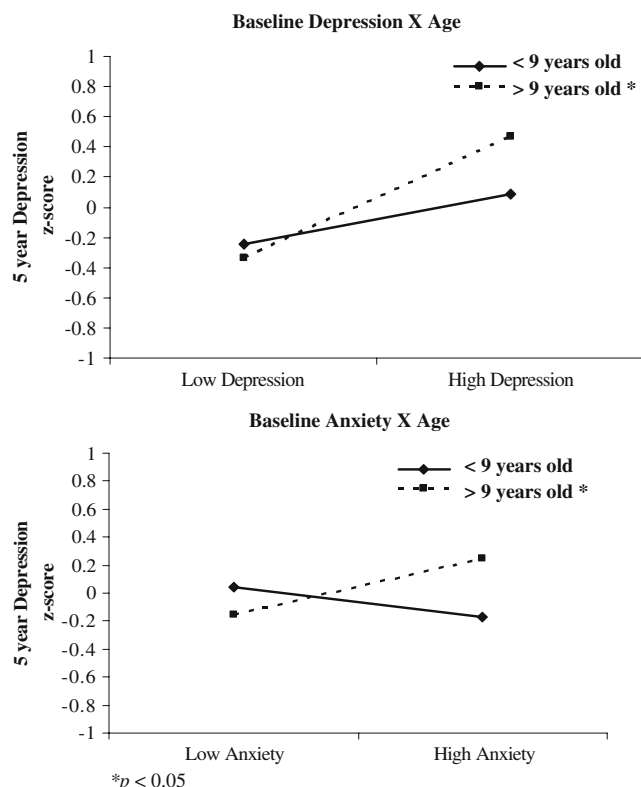 Baseline Depression X Age
1
0.8
0.6
0.4
0.2
0
-0.2
-0.4
-0.6
-0.8
-1
5 year Depression
z-score
< 9 years old
> 9 years old *
Low Depression
High Depression
Baseline Anxiety X Age
1
0.8
0.6
0.4
0.2
0
-0.2
-0.4
-0.6
-0.8
-1
5 year Depression
z-score
< 9 years old
> 9 years old *
Low Anxiety
High Anxiety
*p < 0.05